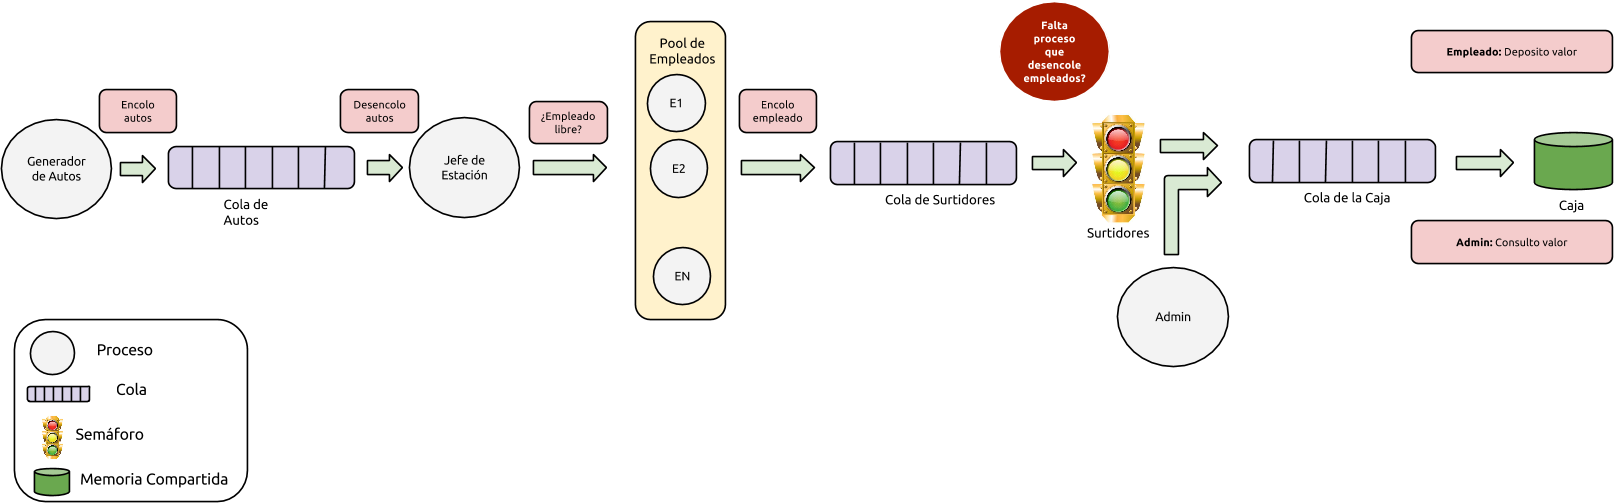 Generador
de Autos
Encolo
autos
Cola de
Autos
Desencolo
autos
Jefe de
Estación
¿Empleado
libre?
Pool de
Empleados
E1
E2
EN
Encolo
empleado
Cola de Surtidores
Falta
proceso
que
desencole
empleados?
Surtidores
Admin
Cola de la Caja
Empleado: Deposito valor
Caja
Admin: Consulto valor
Proceso
Cola
Semáforo
Memoria Compartida